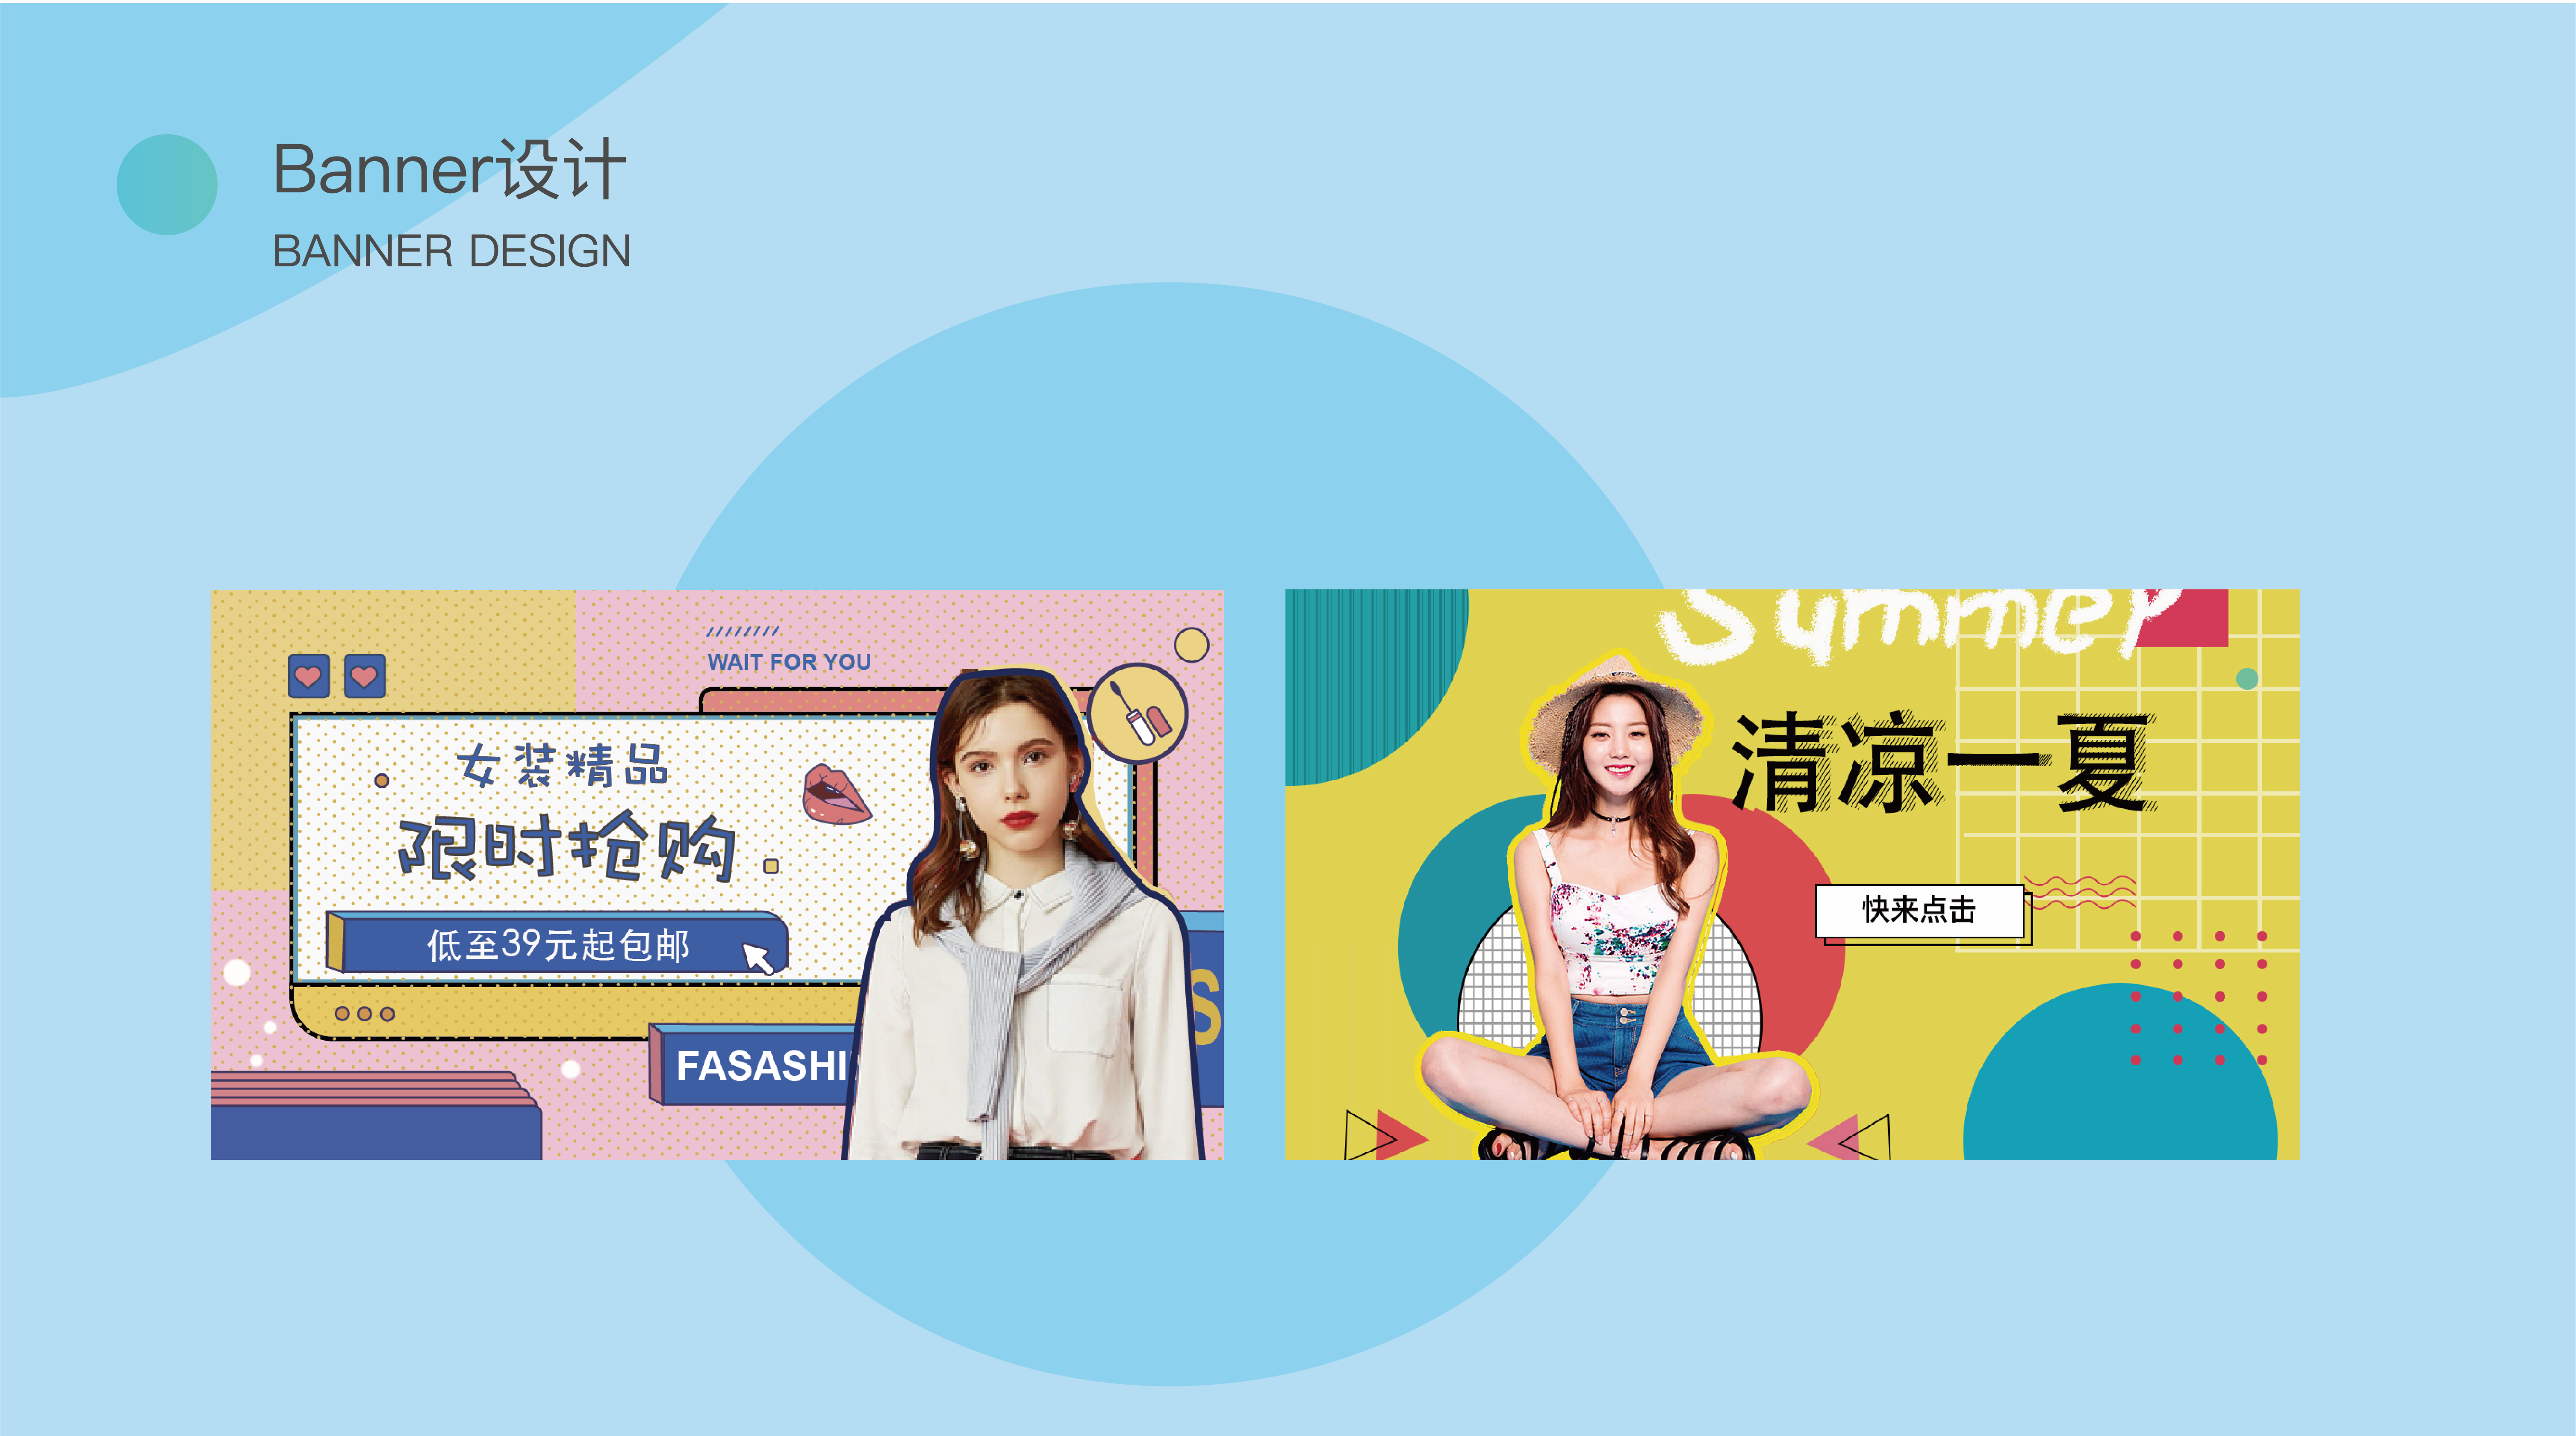 Banner设计
BANNER DESIGN
WAIT FOR YOU
女装精品
限时抢购
低至39元起包邮
FASASHI
S
Summer
清凉一夏
快来点击